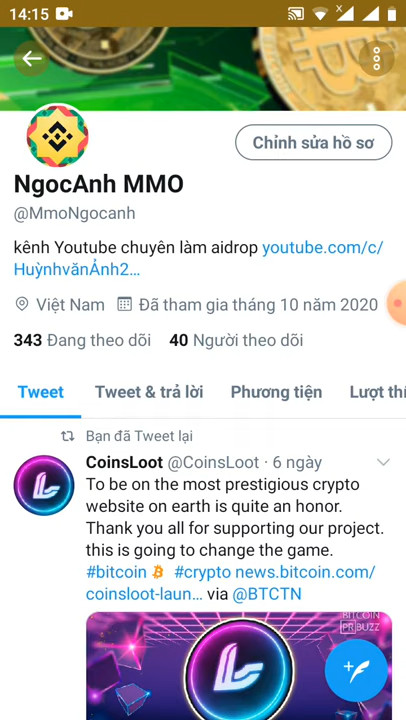 14:15
Chỉnh sửa hồ sơ
NgocAnh MMO
@MmoNgocanh
kênh Youtube chuyên làm aidrop youtube.com/c/
HuỳnhvănẢnh2…
Việt Nam Đã tham gia tháng 10 năm 2020
343 Đang theo dõi 40 Người theo dõi
Tweet Tweet & trả lời Phương tiện Lượt thí
Bạn đã Tweet lại
CoinsLoot @CoinsLoot · 6 ngày
To be on the most prestigious crypto
website on earth is quite an honor.
Thank you all for supporting our project.
this is going to change the game.
#bitcoin #crypto news.bitcoin.com/
coinsloot-laun… via @BTCTN
BITCOIN
PR BUZZ